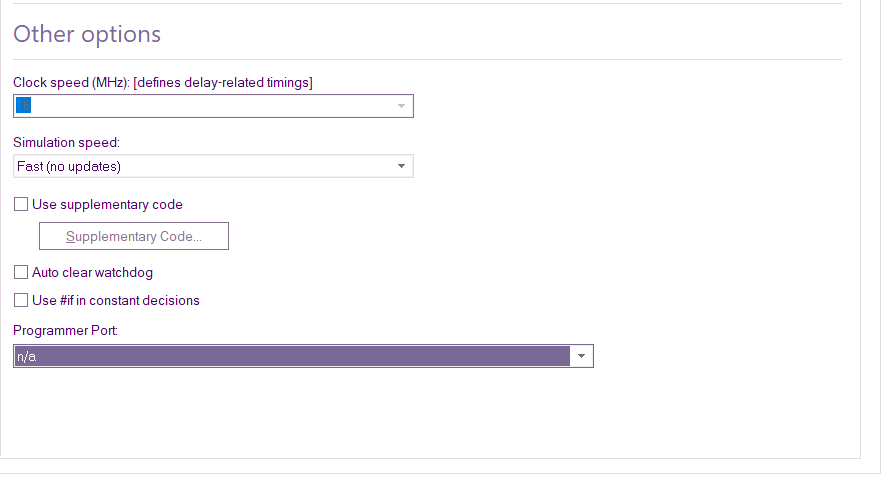 Other options
Clock speed (MHz): [defines delay-related timings]
Simulation speed:
Fast (no updates)
Use supplementary code
Supplementary Code...
Auto clear watchdog
Use #if in constant decisions
Programmer Port:
n/a